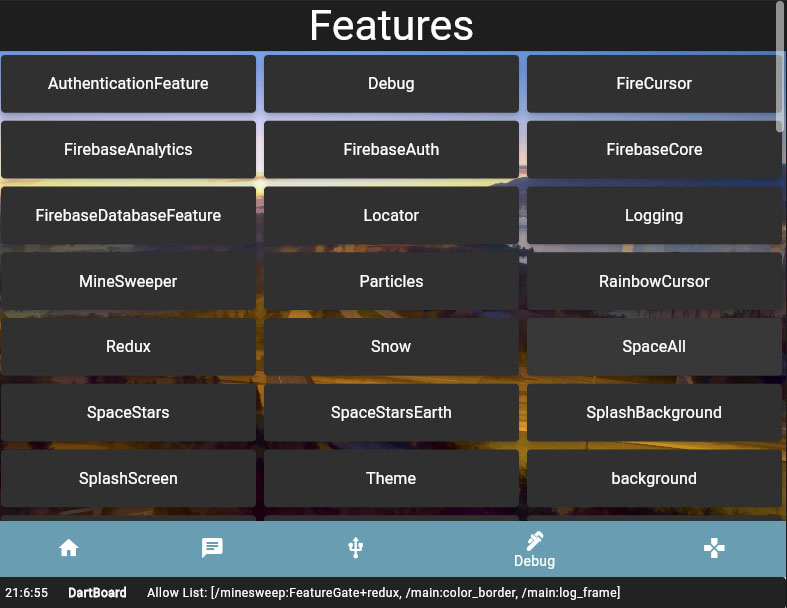 Features
AuthenticationFeature Debug FireCursor
FirebaseAnalytics FirebaseAuth FirebaseCore
FirebaseDatabaseFeature Locator Logging
MineSweeper Particles RainbowCursor
Redux Snow SpaceAll
SpaceStars SpaceStarsEarth SplashBackground
SplashScreen Theme background
Debug
21:6:55 DartBoard Allow List: [/minesweep:FeatureGate+redux, /main:color_border, /main:log_frame]